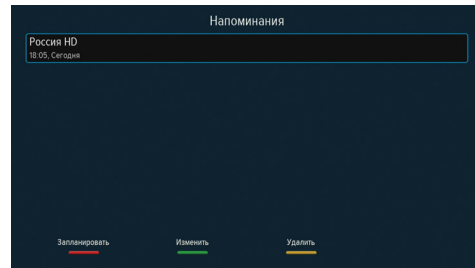 Напоминания
Россия HD
18:05, Сегодня
Запланировать Изменить Удалить